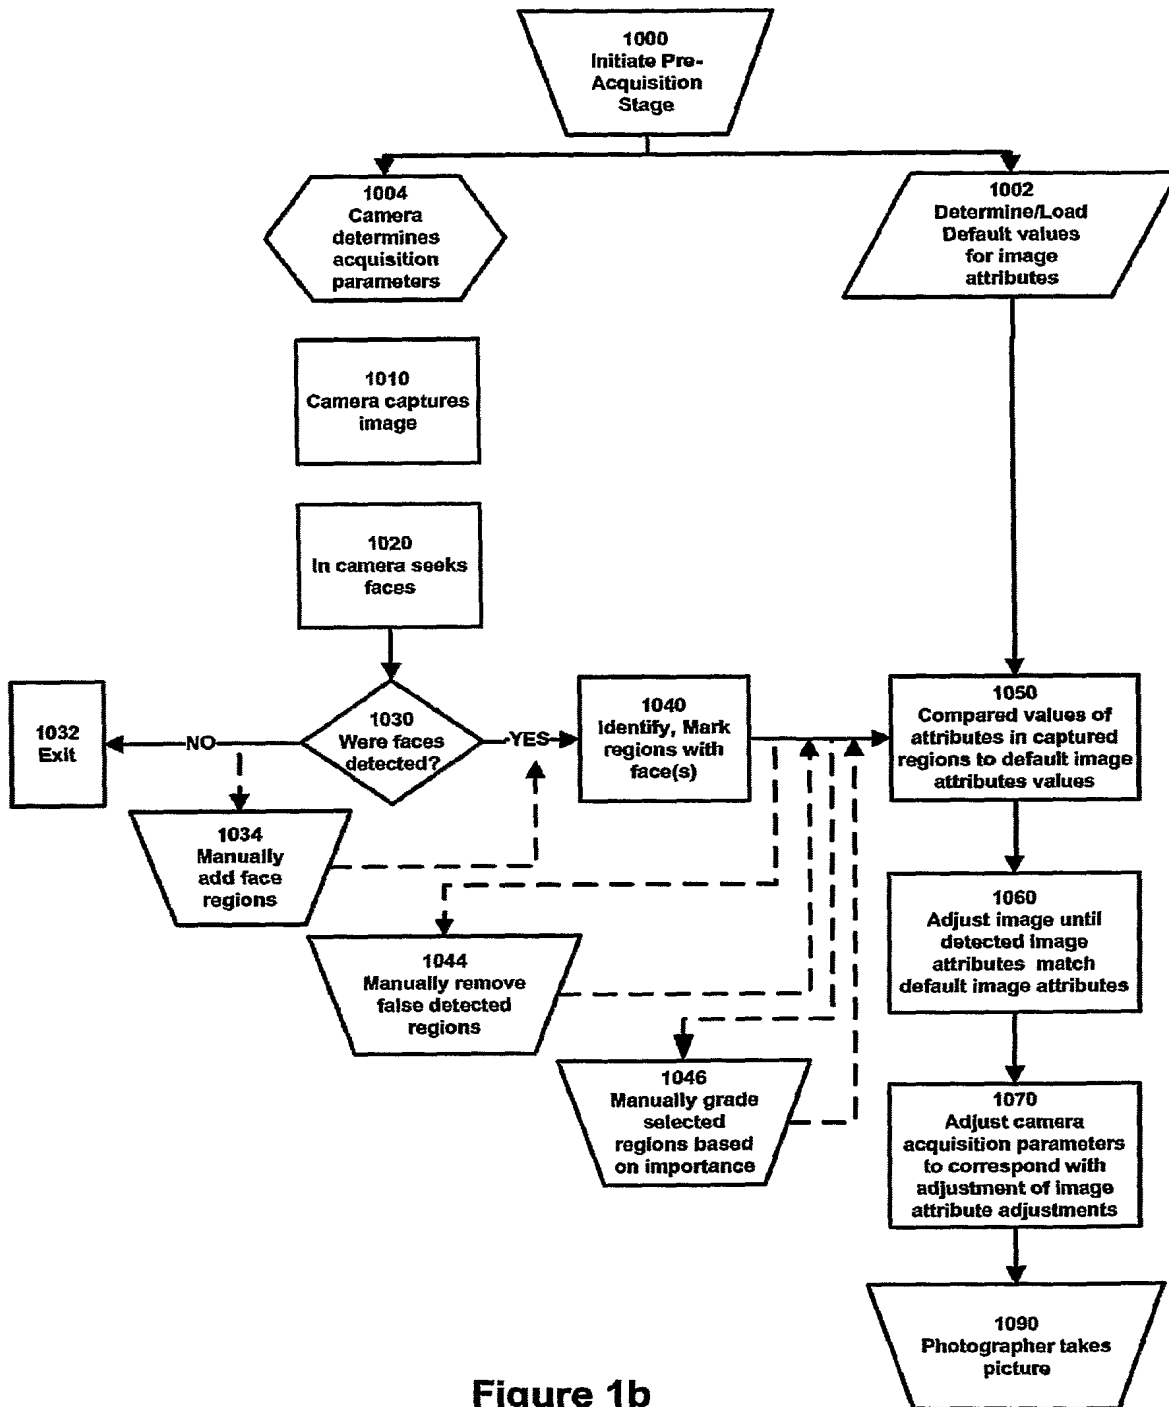 1000
Initiate Pre-
Acquisition
Stage
1004
Camera
determines
acquisition
parameters
1002
Determine/Load
Default values
for image
attributes
1010
Camera captures
image
1020
In camera seeks
faces
1032
Exit
NO
1030
Were faces
detected?
YES
1040
Identify, Mark
regions with
face(s)
1050
Compared values of
attributes in captured
regions to default image
attributes values
1034
Manually
add face
regions
1044
Manually remove
false detected
regions
1060
Adjust image until
detected image
attributes match
default image attributes
1046
Manually grade
selected
regions based
on importance
1070
Adjust camera
acquisition parameters
to correspond with
adjustment of image
attribute adjustments
1090
Photographer takes
picture
Figure 1b